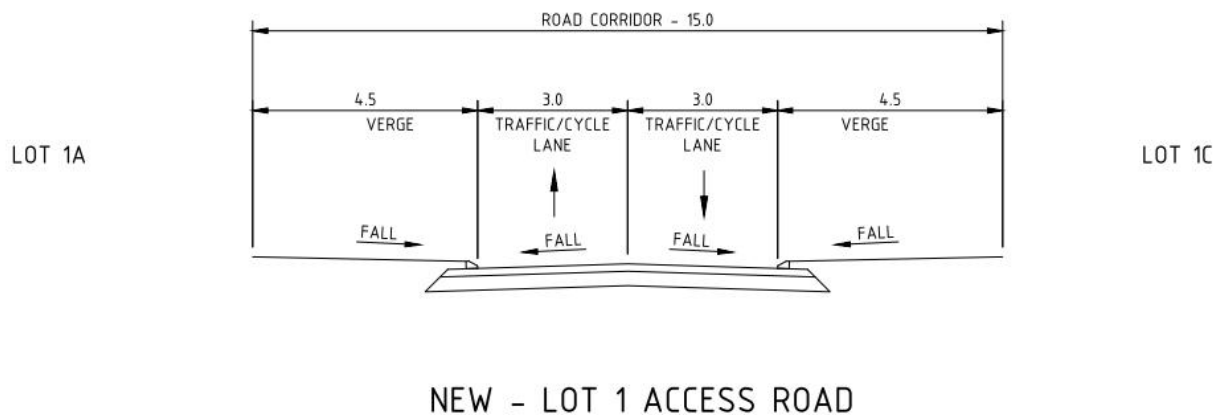 ROAD CORRIDOR - 15.0
4.5 3.0 3.0 4.5
VERGE TRAFFIC/CYCLE TRAFFIC/CYCLE VERGE
LANE LANE
LOT 1A LOT 1C
FALL FALL FALL FALL
NEW - LOT 1 ACCESS ROAD